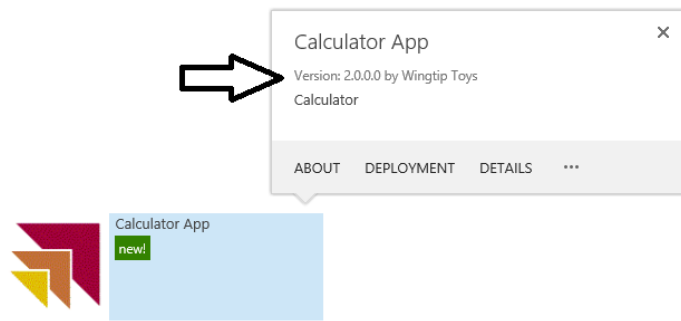 Calculator App
Version: 2.0.0.0 by Wingtip Toys
Calculator
ABOUT DEPLOYMENT DETAILS ···
Calculator App
new!